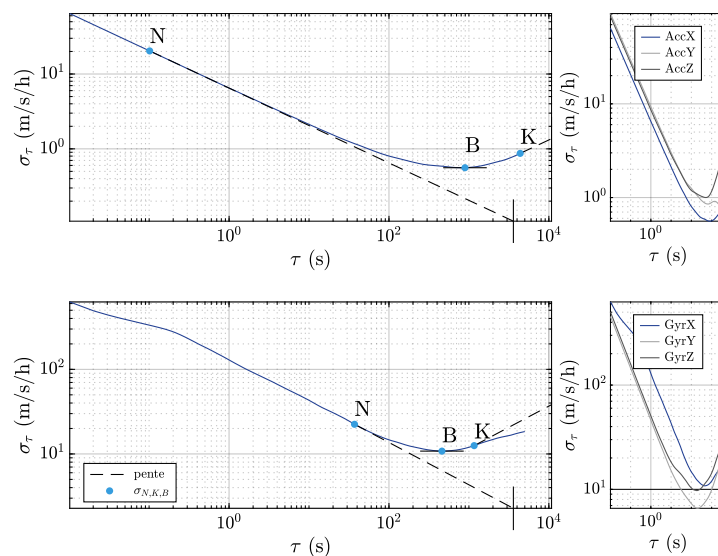 N
B
K
10^1
10^0
σ_τ (m/s/h)
10^0
10^2
10^4
τ (s)
AccX
AccY
AccZ
10^1
10^0
σ_τ (m/s/h)
10^0
τ (s)
N
B
K
10^2
10^1
σ_τ (m/s/h)
pente
σ_{N,K,B}
10^0
10^2
10^4
τ (s)
GyrX
GyrY
GyrZ
10^2
10^1
σ_τ (m/s/h)
10^0
τ (s)